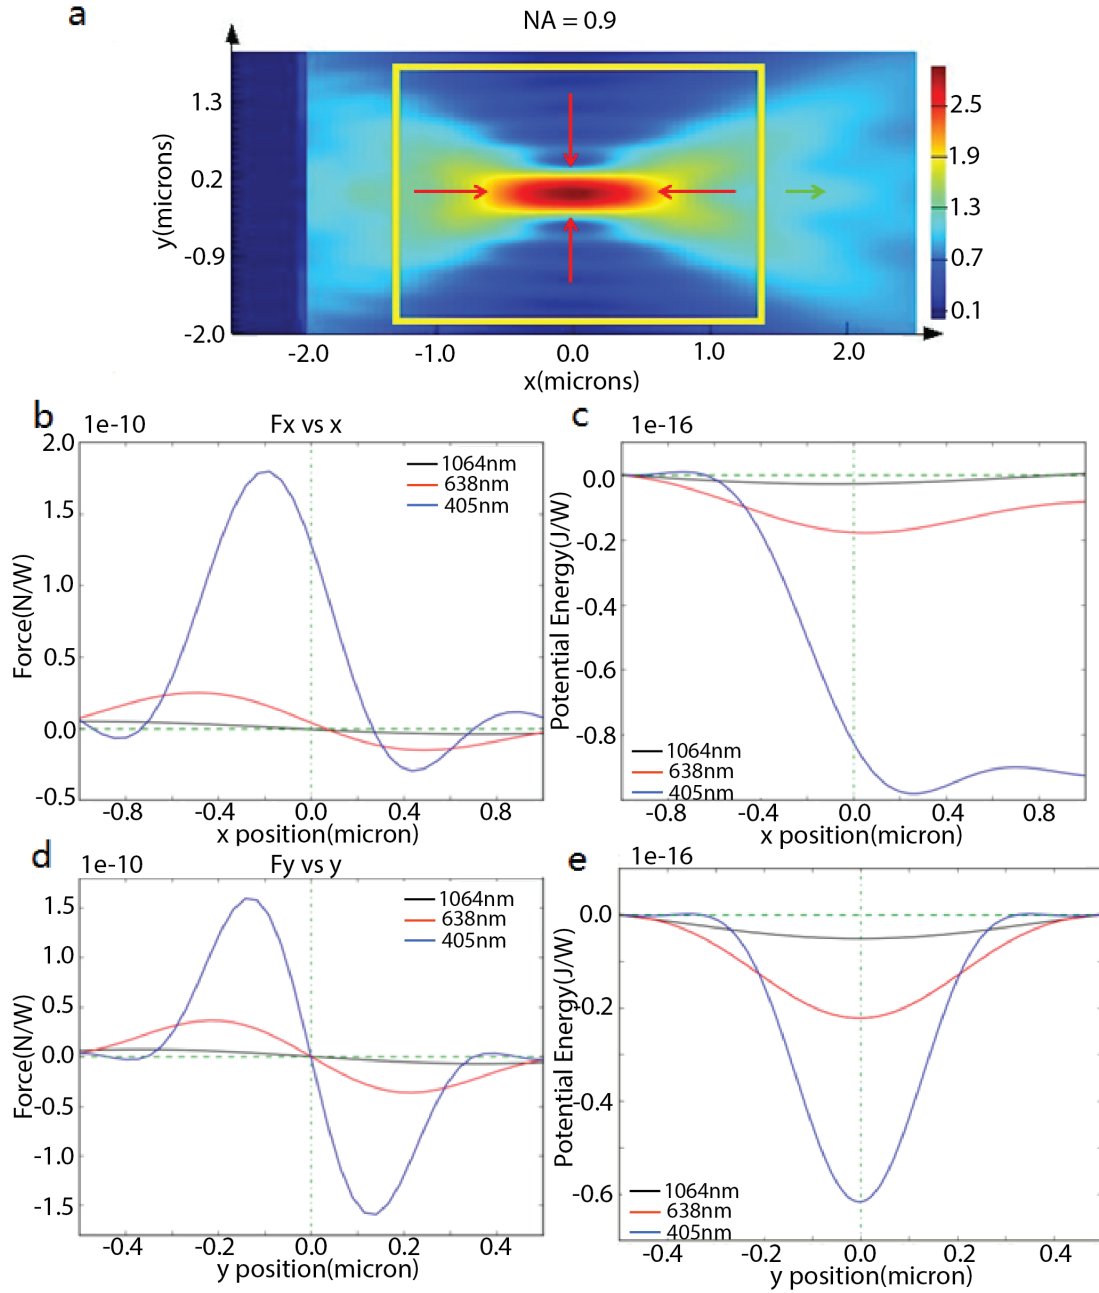 a
NA = 0.9
y(microns)
1.3
0.2
-0.9
-2.0
-2.0
-1.0
0.0
1.0
2.0
x(microns)
2.5
1.9
1.3
0.7
0.1
b
1e-10
Fx vs x
Force(N/W)
2.0
1.5
1.0
0.5
0.0
-0.5
1064nm
638nm
405nm
-0.8
-0.4
0.0
0.4
0.8
x position(micron)
c
1e-16
Potential Energy(J/W)
0.0
-0.2
-0.4
-0.6
-0.8
1064nm
638nm
405nm
-0.8
-0.4
0.0
0.4
0.8
x position(micron)
d
1e-10
Fy vs y
Force(N/W)
1.5
1.0
0.5
0.0
-0.5
-1.0
-1.5
1064nm
638nm
405nm
-0.4
-0.2
0.0
0.2
0.4
y position(micron)
e
1e-16
Potential Energy(J/W)
0.0
-0.2
-0.4
-0.6
1064nm
638nm
405nm
-0.4
-0.2
0.0
0.2
0.4
y position(micron)